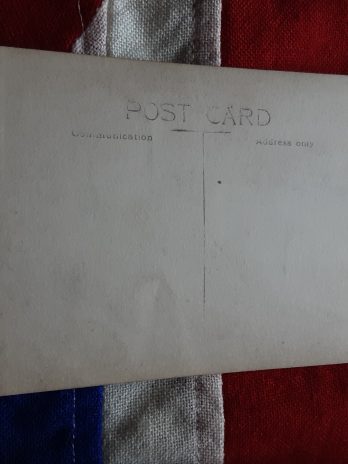 POST CARD
Communication
Address only